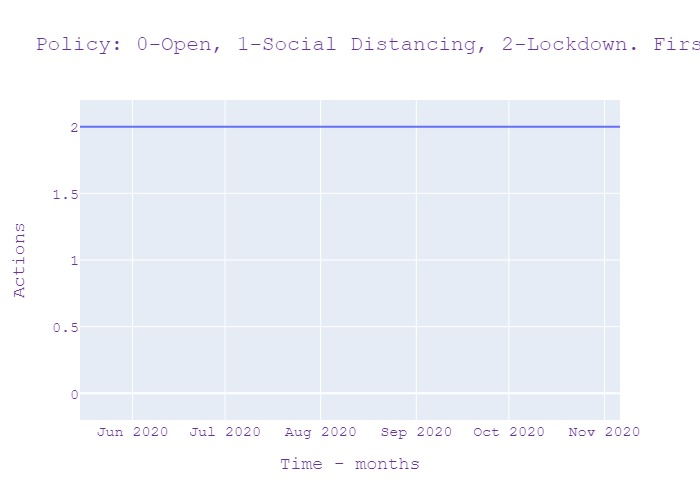 Policy: 0-Open, 1-Social Distancing, 2-Lockdown. Firs
2
1.5
1
0.5
0
Actions
Jun 2020 Jul 2020 Aug 2020 Sep 2020 Oct 2020 Nov 2020
Time - months